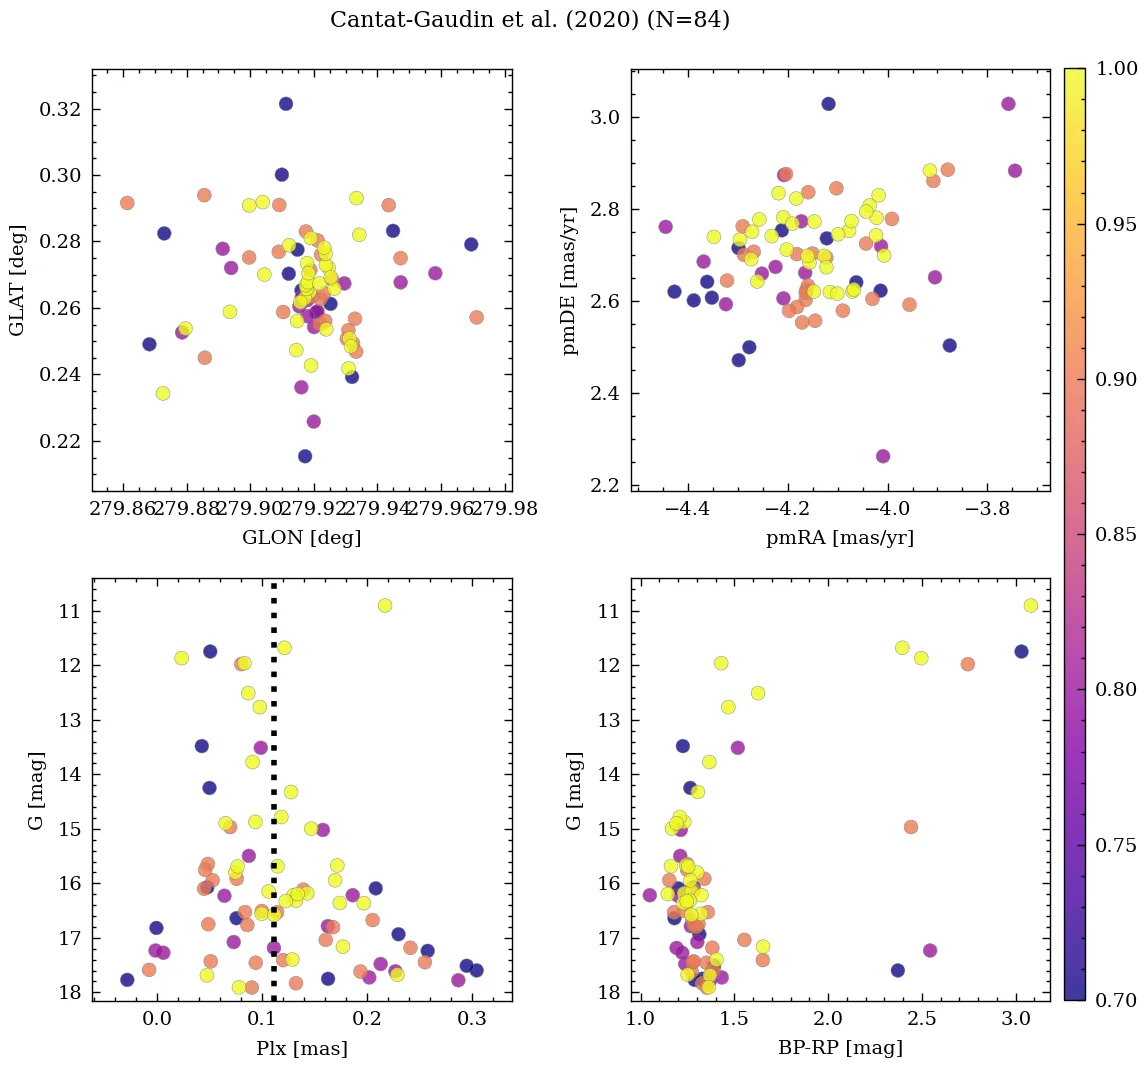 Cantat-Gaudin et al. (2020) (N=84)
0.32
0.30
0.28
0.26
0.24
0.22
GLAT [deg]
279.86 279.88 279.90 279.92 279.94 279.96 279.98
GLON [deg]
3.0
2.8
2.6
2.4
2.2
pmDE [mas/yr]
−4.4 −4.2 −4.0 −3.8
pmRA [mas/yr]
1.00
0.95
0.90
0.85
0.80
0.75
0.70
11
12
13
14
15
16
17
18
G [mag]
0.0 0.1 0.2 0.3
Plx [mas]
11
12
13
14
15
16
17
18
G [mag]
1.0 1.5 2.0 2.5 3.0
BP-RP [mag]